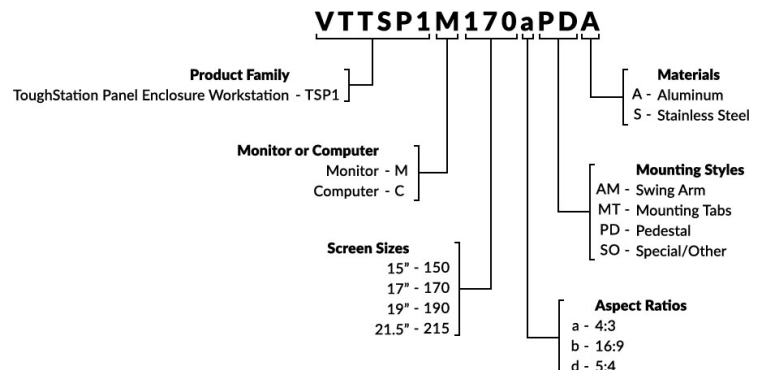 VTTSP1M170aPDA
Product Family
ToughStation Panel Enclosure Workstation - TSP1
Monitor or Computer
Monitor - M
Computer - C
Screen Sizes
15” - 150
17” - 170
19” - 190
21.5” - 215
Materials
A - Aluminum
S - Stainless Steel
Mounting Styles
AM - Swing Arm
MT - Mounting Tabs
PD - Pedestal
SO - Special/Other
Aspect Ratios
a - 4:3
b - 16:9
d - 5:4